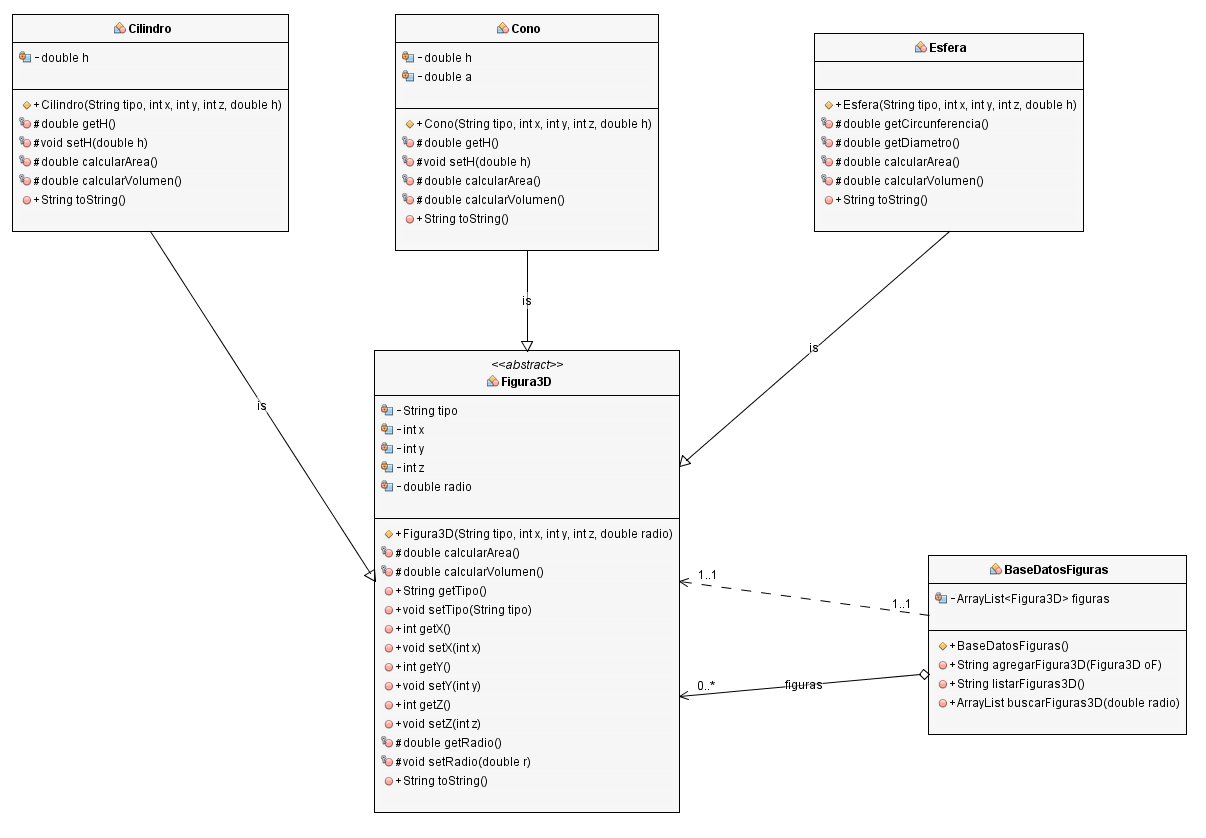 Cilindro
- double h
+ Cilindro(String tipo, int x, int y, int z, double h)
# double getH()
# void setH(double h)
# double calcularArea()
# double calcularVolumen()
+ String toString()
Cono
- double h
- double a
+ Cono(String tipo, int x, int y, int z, double h)
# double getH()
# void setH(double h)
# double calcularArea()
# double calcularVolumen()
+ String toString()
Esfera
+ Esfera(String tipo, int x, int y, int z, double h)
# double getCircunferencia()
# double getDiametro()
# double calcularArea()
# double calcularVolumen()
+ String toString()
is
is
is
<<abstract>>
Figura3D
- String tipo
- int x
- int y
- int z
- double radio
+ Figura3D(String tipo, int x, int y, int z, double radio)
# double calcularArea()
# double calcularVolumen()
+ String getTipo()
+ void setTipo(String tipo)
+ int getX()
+ void setX(int x)
+ int getY()
+ void setY(int y)
+ int getZ()
+ void setZ(int z)
# double getRadio()
# void setRadio(double r)
+ String toString()
1..1
1..1
0..*
figuras
BaseDatosFiguras
- ArrayList<Figura3D> figuras
+ BaseDatosFiguras()
+ String agregarFigura3D(Figura3D oF)
+ String listarFiguras3D()
+ ArrayList buscarFiguras3D(double radio)